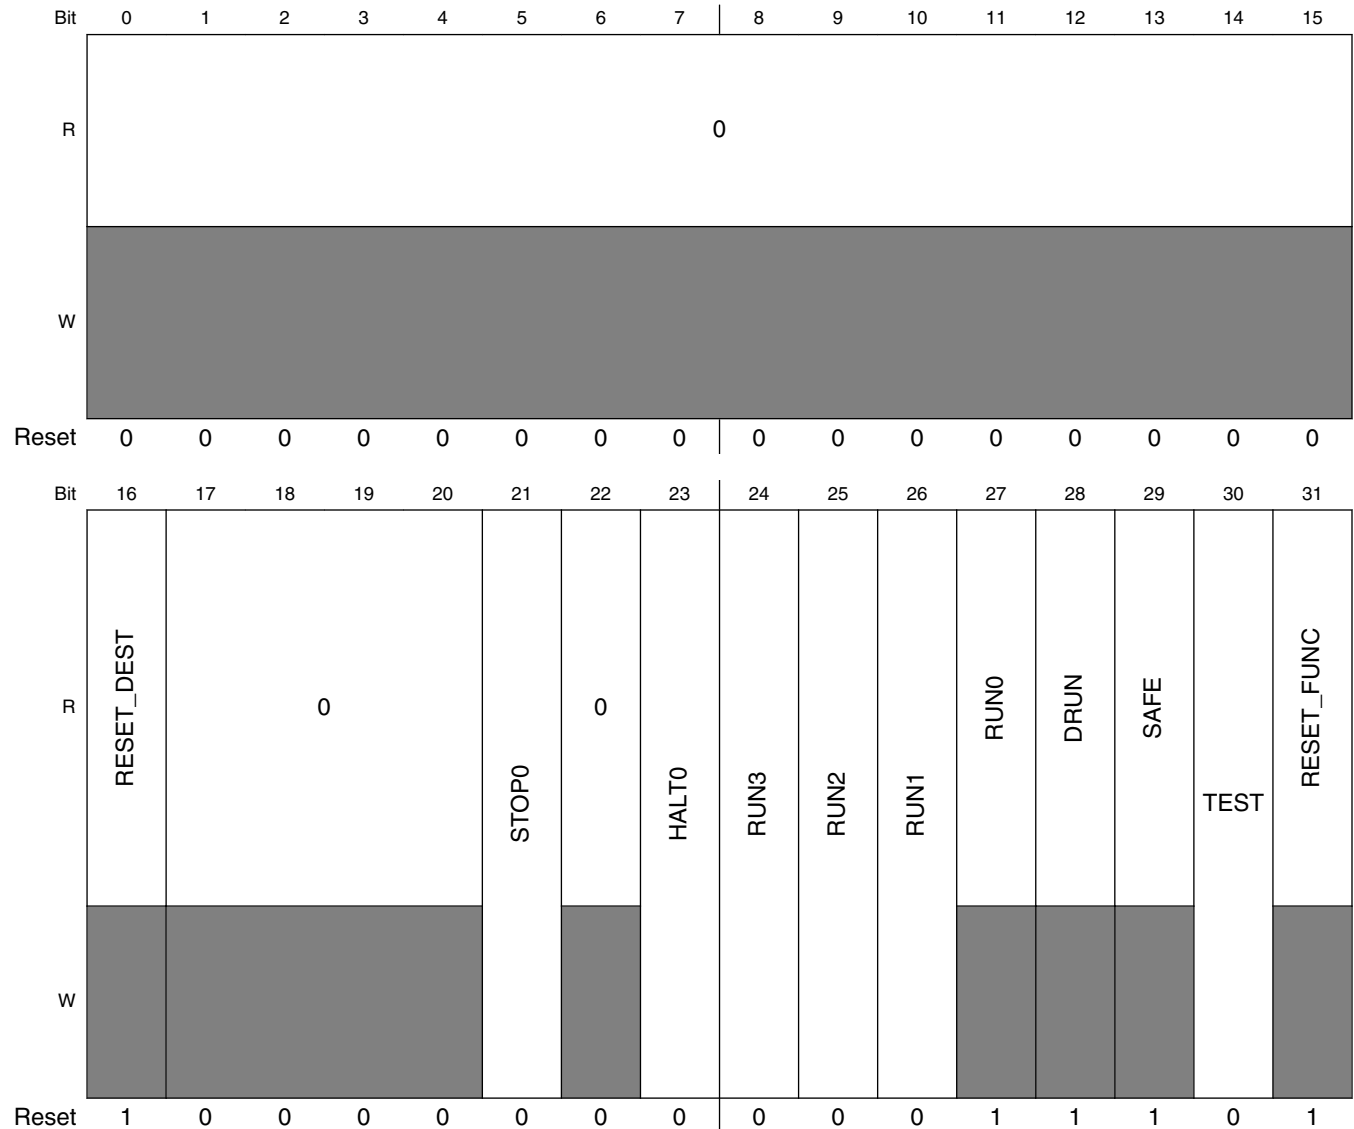 Bit 0 1 2 3 4 5 6 7 8 9 10 11 12 13 14 15
R 0
W
Reset 0 0 0 0 0 0 0 0 0 0 0 0 0 0 0 0
Bit 16 17 18 19 20 21 22 23 24 25 26 27 28 29 30 31
R RESET_DEST 0 STOP0 0 HALT0 RUN3 RUN2 RUN1 RUN0 DRUN SAFE TEST RESET_FUNC
W
Reset 1 0 0 0 0 0 0 0 0 0 0 1 1 1 0 1